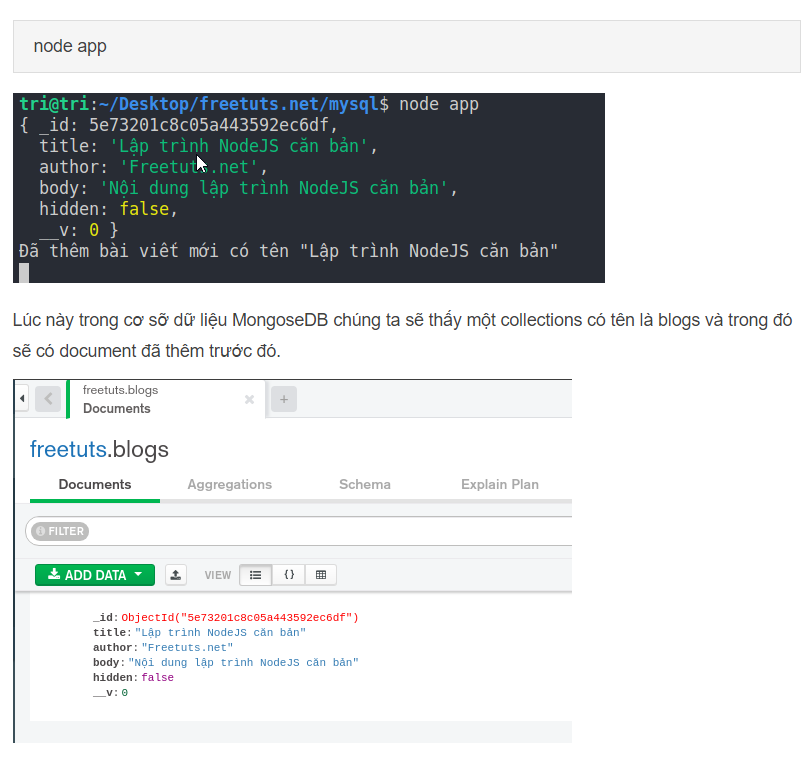 node app
tri@tri:~/Desktop/freetuts.net/mysql$ node app
{ _id: 5e73201c8c05a443592ec6df,
title: 'Lập trình NodeJS căn bản',
author: 'Freetuts.net',
body: 'Nội dung lập trình NodeJS căn bản',
hidden: false,
__v: 0 }
Đã thêm bài viết mới có tên "Lập trình NodeJS căn bản"
Lúc này trong cơ sỡ dữ liệu MongoseDB chúng ta sẽ thấy một collections có tên là blogs và trong đó
sẽ có document đã thêm trước đó.
freetuts.blogs
Documents
freetuts.blogs
Documents Aggregations Schema Explain Plan
FILTER
ADD DATA VIEW {}
_id: ObjectId("5e73201c8c05a443592ec6df")
title: "Lập trình NodeJS căn bản"
author: "Freetuts.net"
body: "Nội dung lập trình NodeJS căn bản"
hidden: false
__v: 0